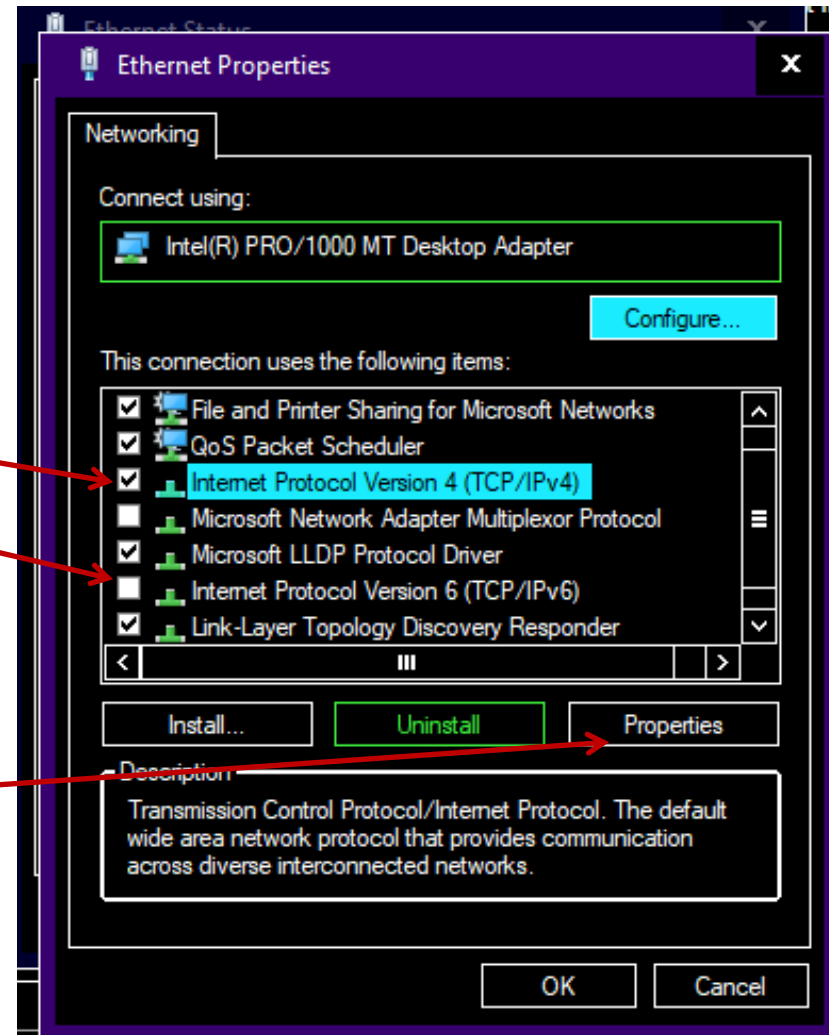 Ethernet Status
Ethernet Properties
x
Networking
Connect using:
Intel(R) PRO/1000 MT Desktop Adapter
Configure...
This connection uses the following items:
File and Printer Sharing for Microsoft Networks
QoS Packet Scheduler
Internet Protocol Version 4 (TCP/IPv4)
Microsoft Network Adapter Multiplexor Protocol
Microsoft LLDP Protocol Driver
Internet Protocol Version 6 (TCP/IPv6)
Link-Layer Topology Discovery Responder
Install...
Uninstall
Properties
Description
Transmission Control Protocol/Internet Protocol. The default
wide area network protocol that provides communication
across diverse interconnected networks.
OK
Cancel